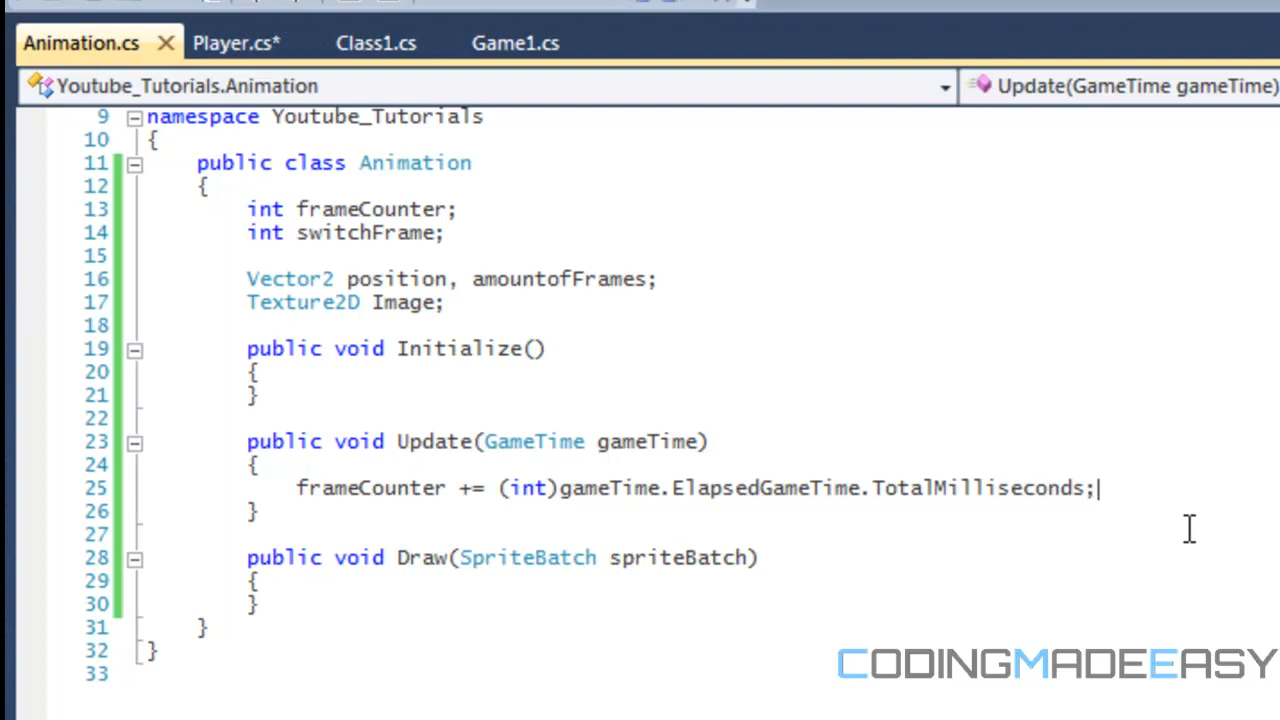 Animation.cs Player.cs* Class1.cs Game1.cs
Youtube_Tutorials.Animation Update(GameTime gameTime)
9 namespace Youtube_Tutorials
10 {
11 public class Animation
12 {
13 int frameCounter;
14 int switchFrame;
15
16 Vector2 position, amountofFrames;
17 Texture2D Image;
18
19 public void Initialize()
20 {
21 }
22
23 public void Update(GameTime gameTime)
24 {
25 frameCounter += (int)gameTime.ElapsedGameTime.TotalMilliseconds;
26 }
27
28 public void Draw(SpriteBatch spriteBatch)
29 {
30 }
31 }
32 }
33
CODINGMADEEASY